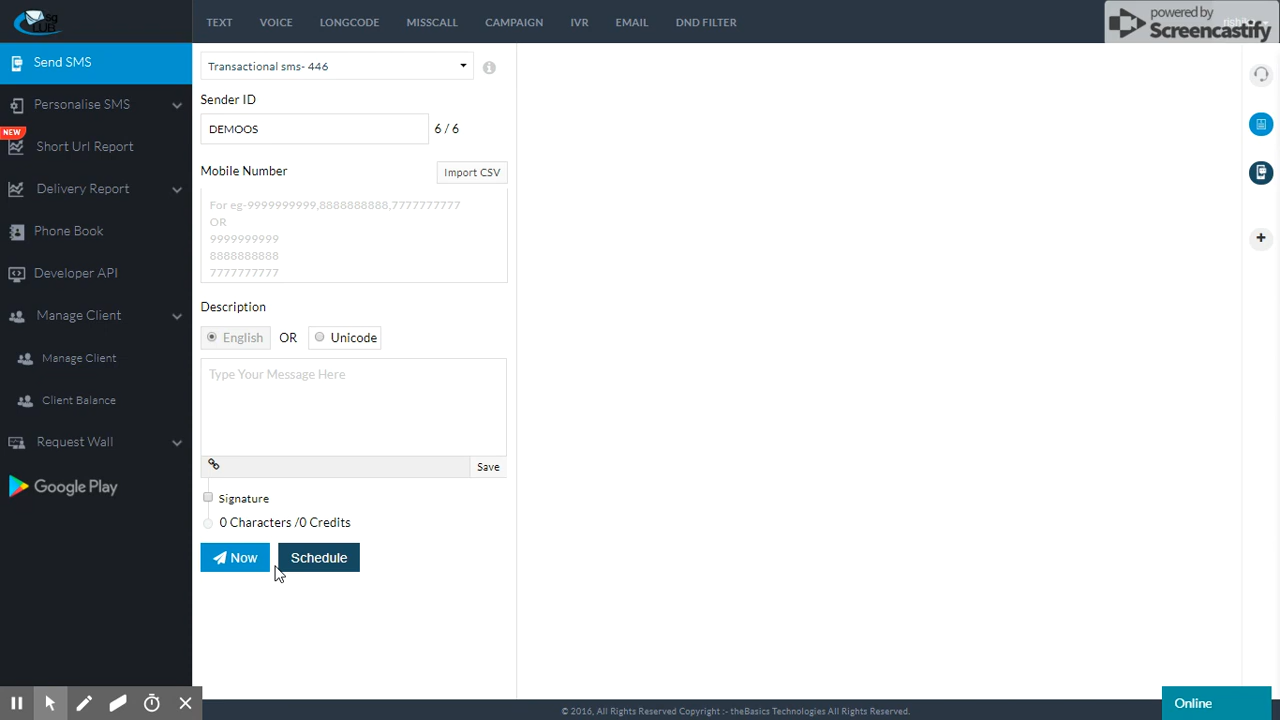 TEXT VOICE LONGCODE MISSCALL CAMPAIGN IVR EMAIL DND FILTER
powered by
Screencastify
Send SMS
Personalise SMS
NEW
Short Url Report
Delivery Report
Phone Book
Developer API
Manage Client
Manage Client
Client Balance
Request Wall
Google Play
Transactional sms- 446
Sender ID
DEMOOS 6 / 6
Mobile Number Import CSV
For eg-9999999999,8888888888,7777777777
OR
9999999999
8888888888
7777777777
Description
English OR Unicode
Type Your Message Here
Save
Signature
0 Characters /0 Credits
Now Schedule
© 2016, All Rights Reserved Copyright :- theBasics Technologies All Rights Reserved.
Online